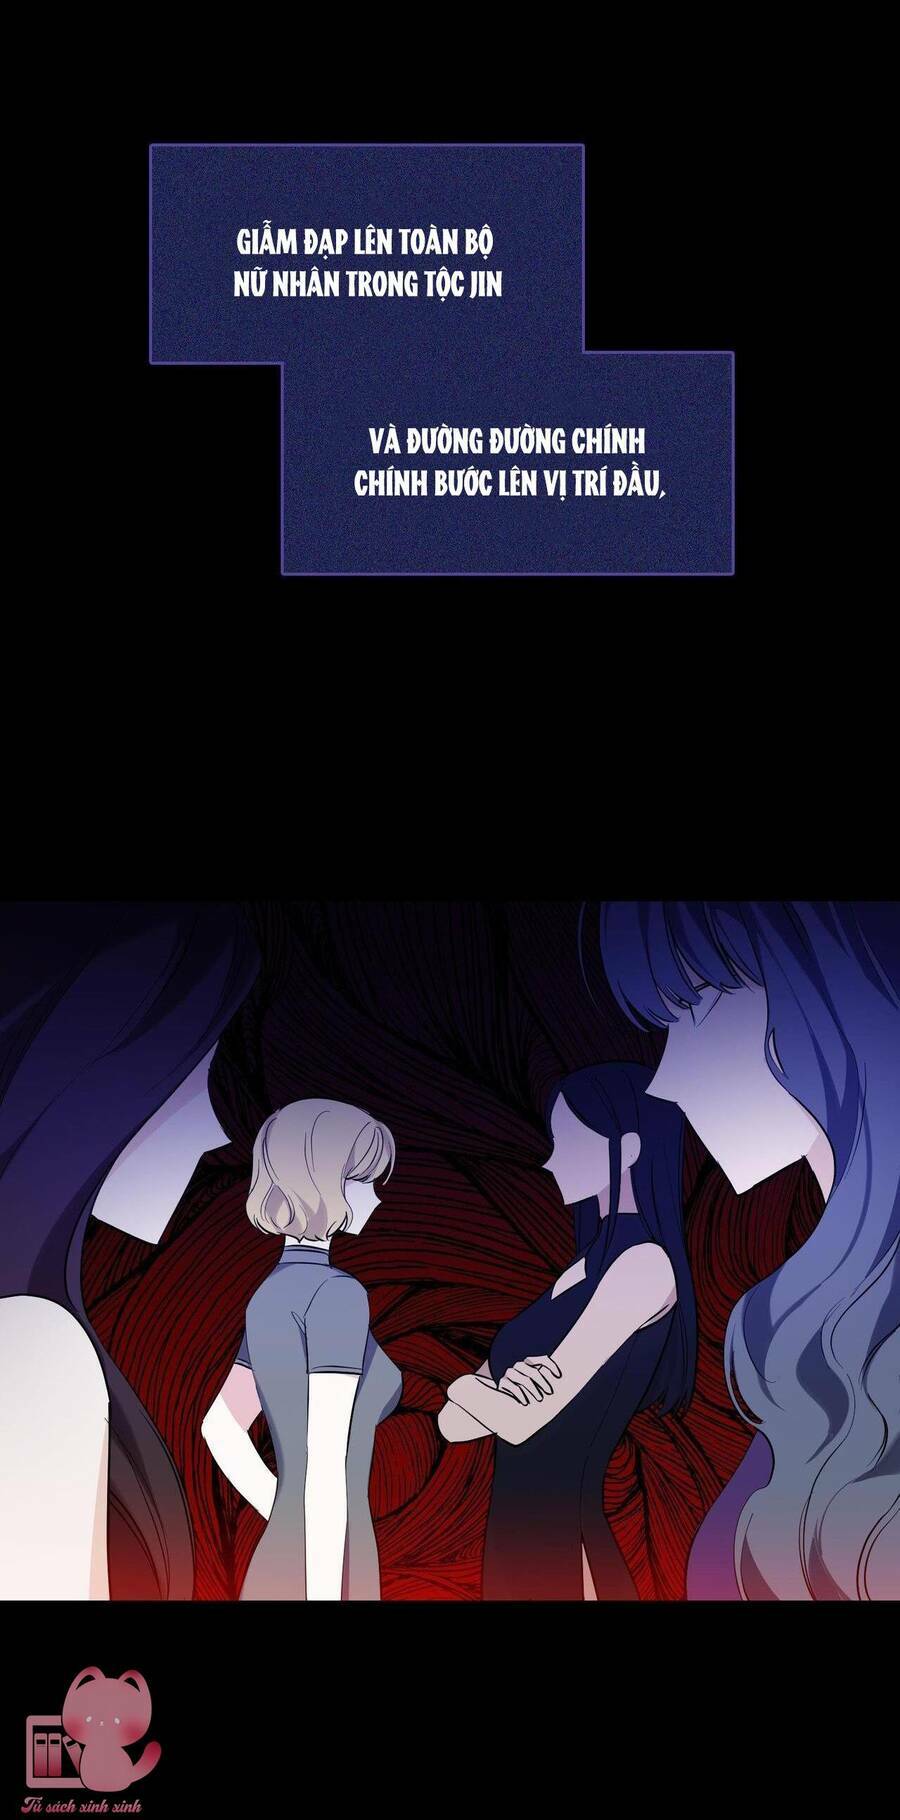 GIẪM ĐẠP LÊN TOÀN BỘ
NỮ NHÂN TRONG TỘC JIN
VÀ ĐƯỜNG ĐƯỜNG CHÍNH
CHÍNH BƯỚC LÊN VỊ TRÍ ĐẦU,
Tủ sách xinh xinh